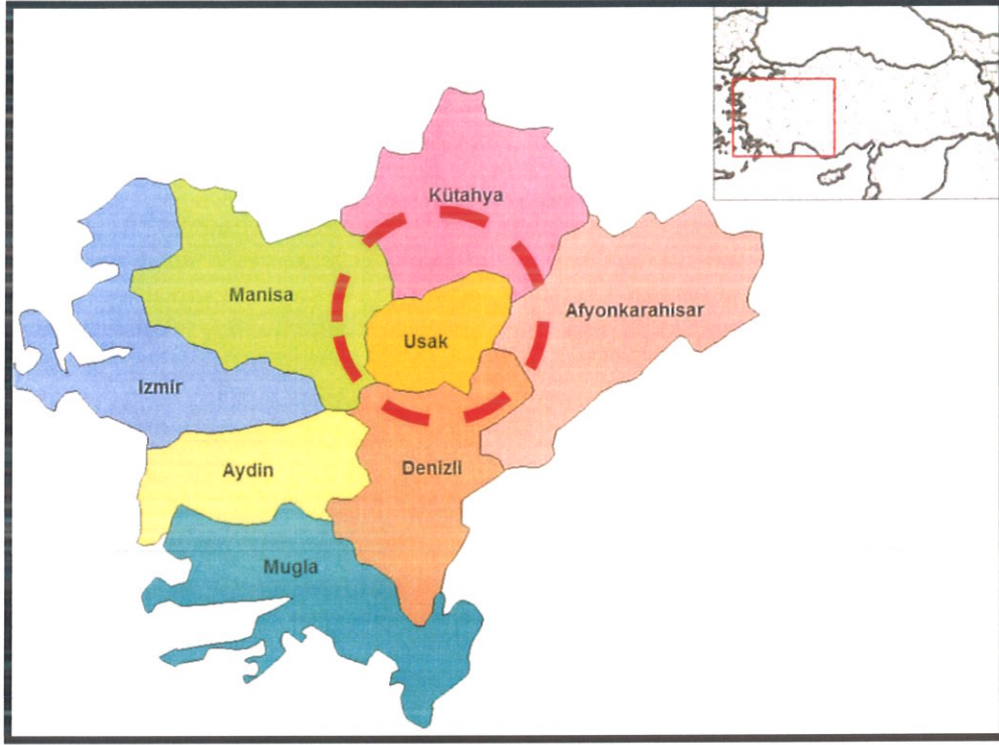 Kütahya
Manisa
Afyonkarahisar
Usak
Izmir
Aydin
Denizli
Mugla